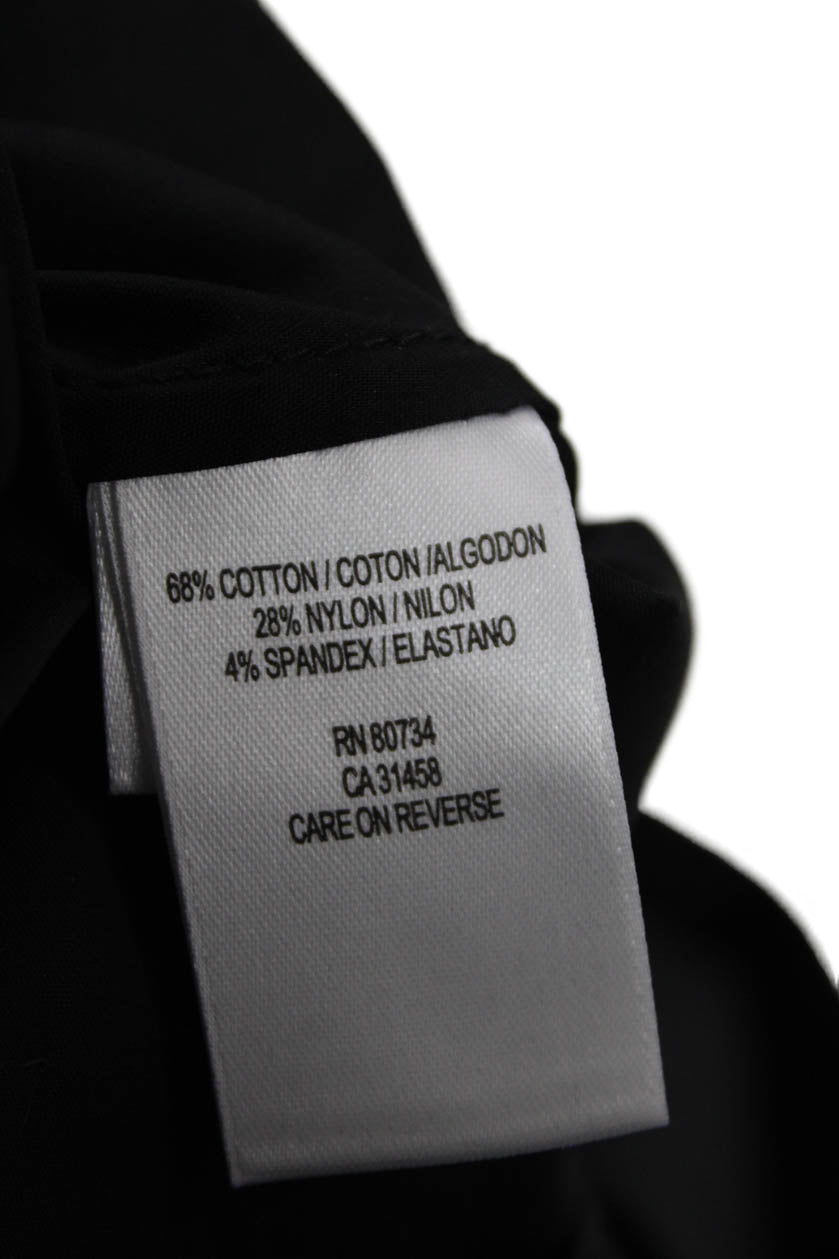 68% COTTON / COTON /ALGODON
28% NYLON / NILON
4% SPANDEX / ELASTANO
RN 80734
CA 31458
CARE ON REVERSE